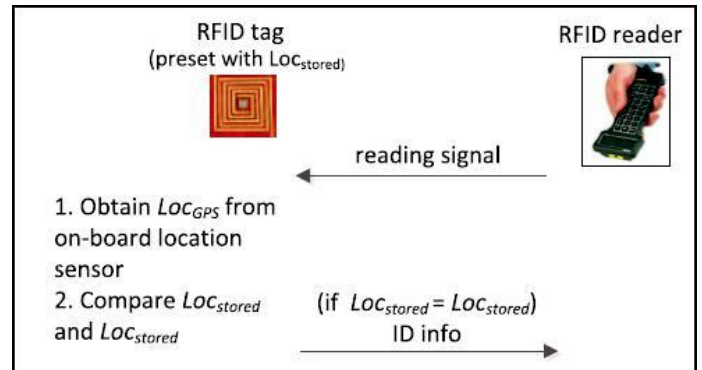 RFID tag
(preset with Locstored)
RFID reader
reading signal
1. Obtain LocGPS from
on-board location
sensor
2. Compare Locstored
and Locstored
(if Locstored = Locstored)
ID info